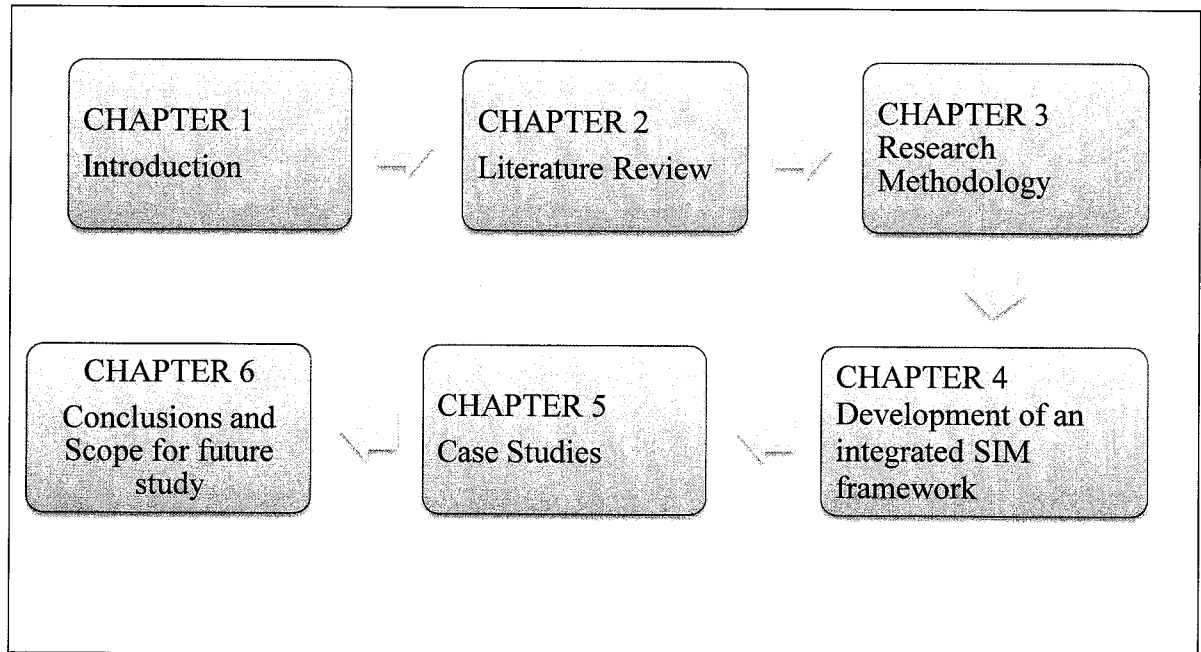 CHAPTER 1
Introduction
CHAPTER 2
Literature Review
CHAPTER 3
Research
Methodology
CHAPTER 4
Development of an
integrated SIM
framework
CHAPTER 5
Case Studies
CHAPTER 6
Conclusions and
Scope for future
study